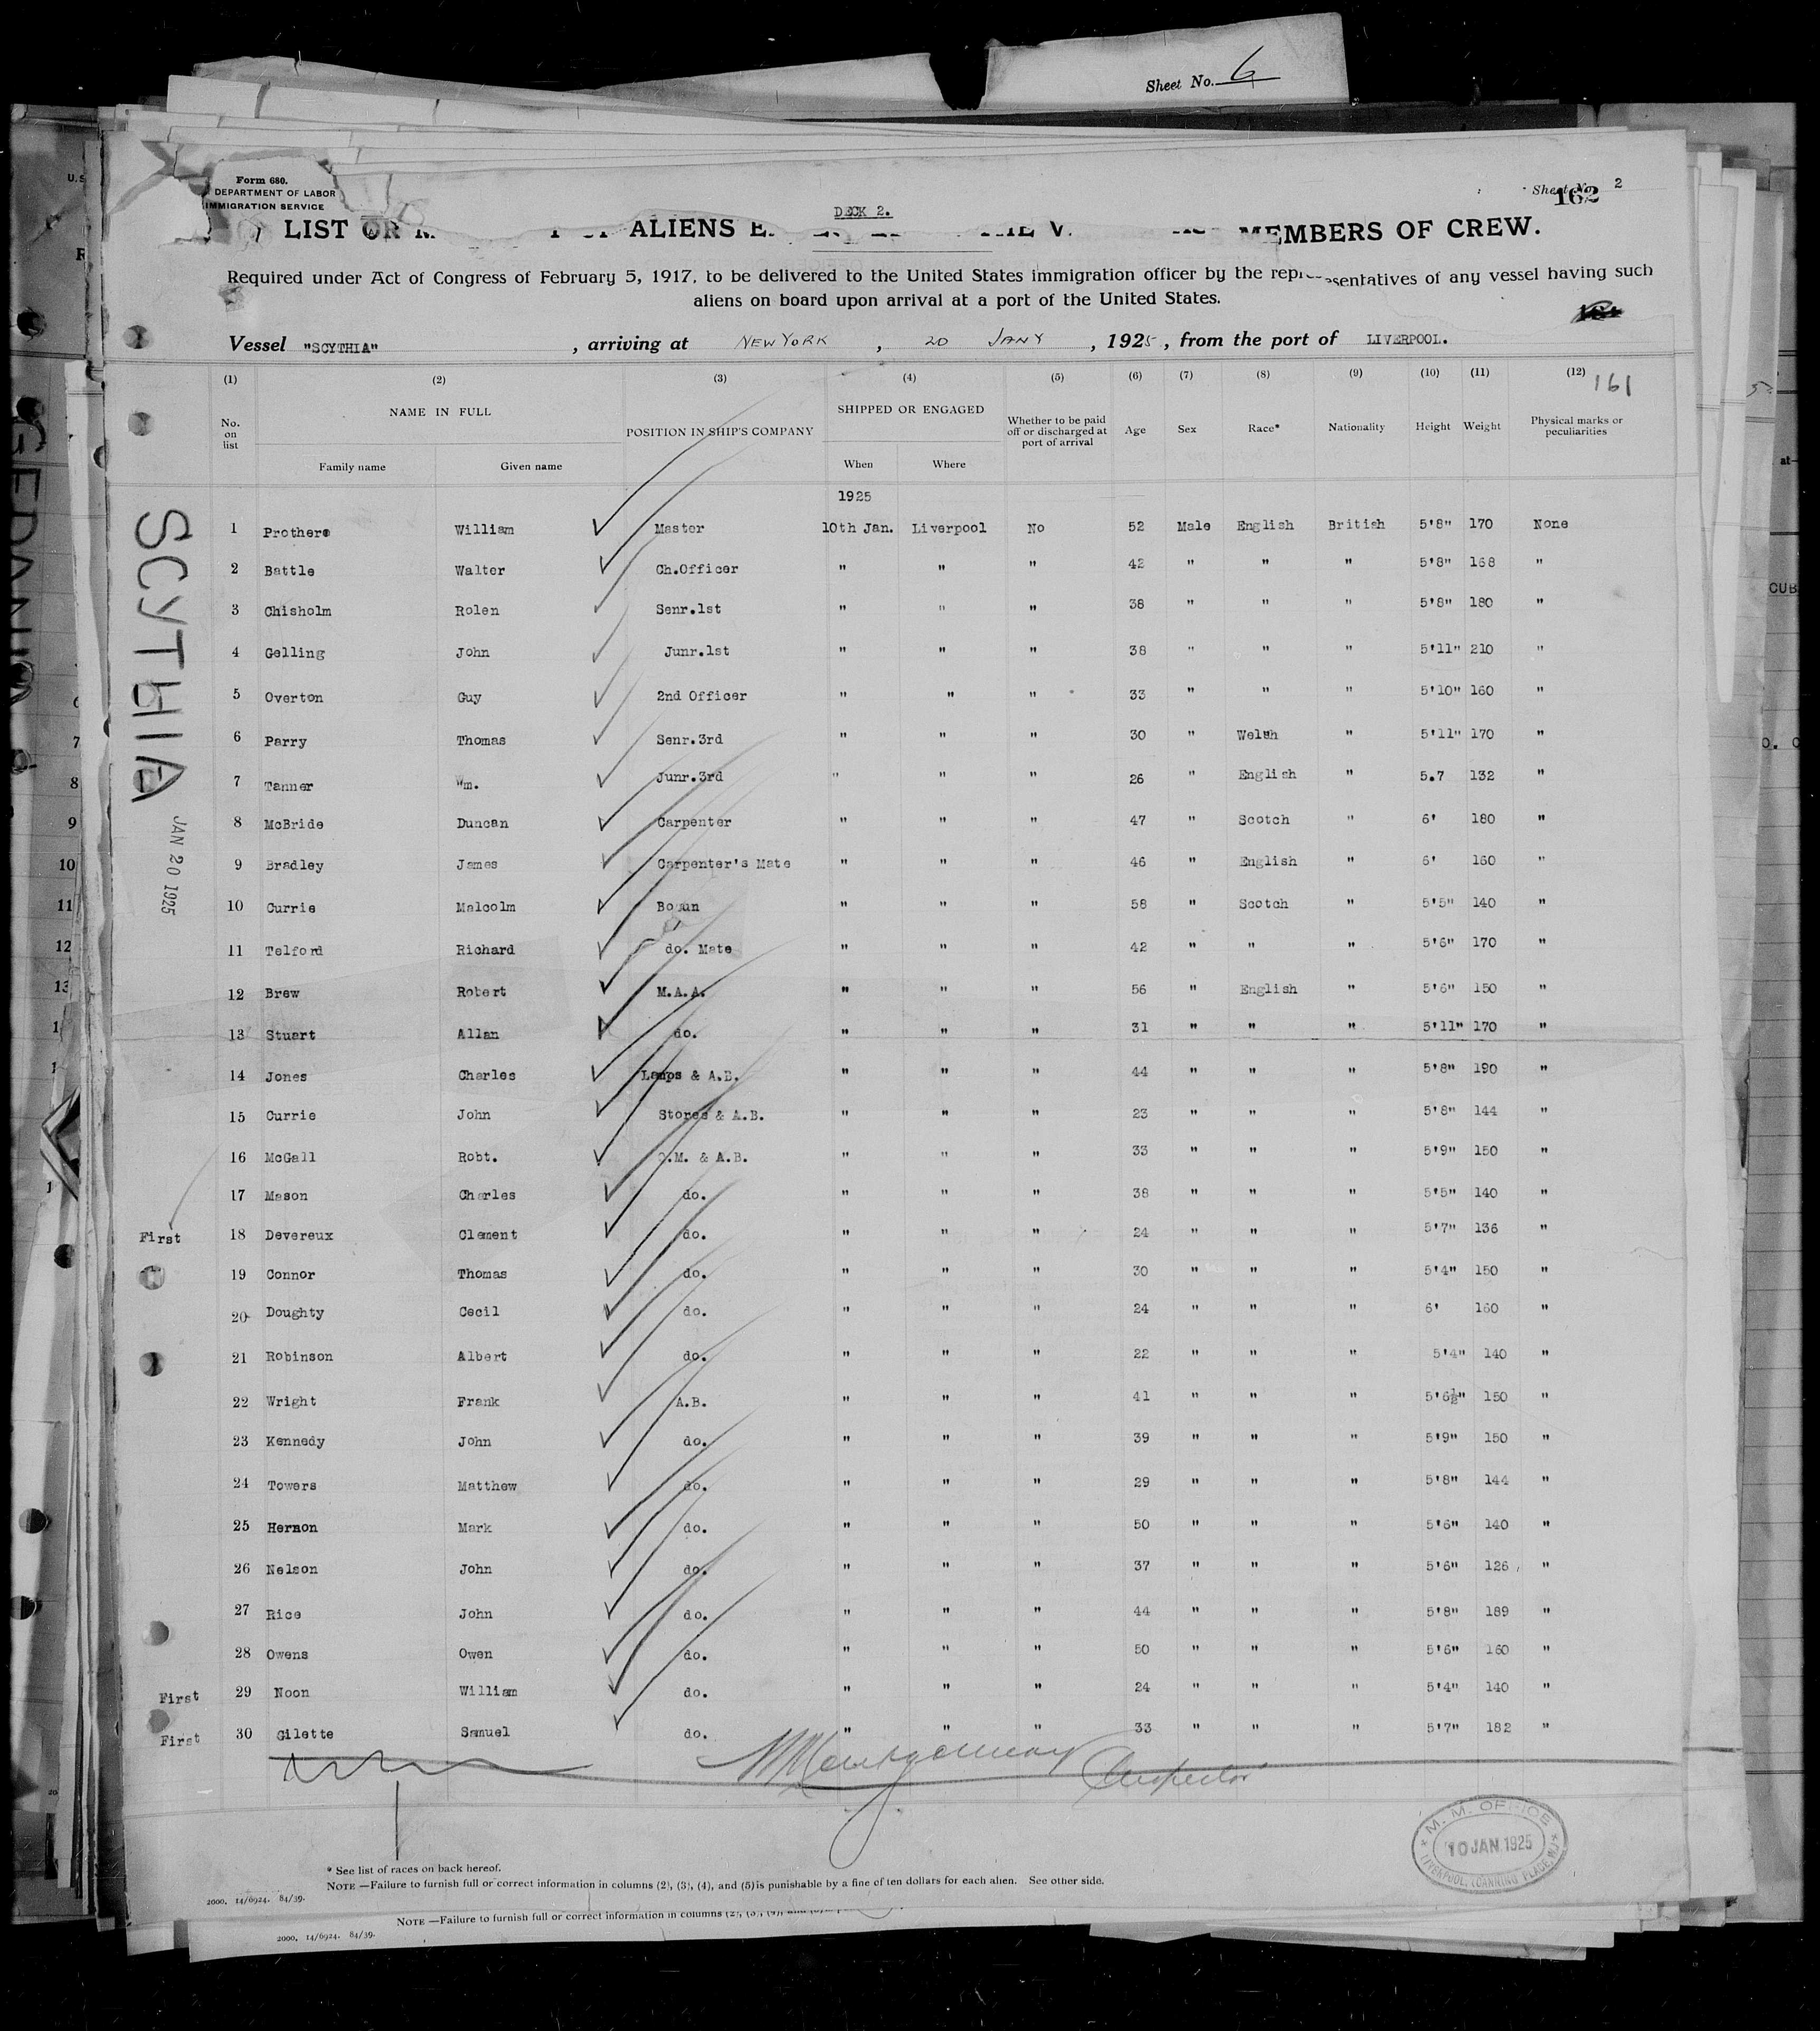 Sheet No. 6
Form 680.
DEPARTMENT OF LABOR
IMMIGRATION SERVICE
Sheet No. 2
162
DECK 2.
LIST OR ALIENS MEMBERS OF CREW.
Required under Act of Congress of February 5, 1917, to be delivered to the United States immigration officer by the representatives of any vessel having such
aliens on board upon arrival at a port of the United States.
Vessel "SCYTHIA" , arriving at NEW YORK , 20 JANY , 1925 , from the port of LIVERPOOL.
161
(1) (2) (3) (4) (5) (6) (7) (8) (9) (10) (11) (12)
No. on list NAME IN FULL Family name Given name POSITION IN SHIP'S COMPANY SHIPPED OR ENGAGED When Where Whether to be paid off or discharged at port of arrival Age Sex Race* Nationality Height Weight Physical marks or peculiarities
1925
1 Prothero William Master 10th Jan. Liverpool No 52 Male English British 5'8" 170 None
2 Battle Walter Ch.Officer " " " 42 " " " 5'8" 168 "
3 Chisholm Rolen Senr.1st " " " 38 " " " 5'8" 180 "
4 Gelling John Junr.1st " " " 38 " " " 5'11" 210 "
5 Overton Guy 2nd Officer " " " 33 " " " 5'10" 160 "
6 Parry Thomas Senr.3rd " " " 30 " Welsh " 5'11" 170 "
7 Tanner Wm. Junr.3rd " " " 26 " English " 5.7 132 "
8 McBride Duncan Carpenter " " " 47 " Scotch " 6' 180 "
9 Bradley James Carpenter's Mate " " " 46 " English " 6' 160 "
10 Currie Malcolm Bosun " " " 58 " Scotch " 5'5" 140 "
11 Telford Richard do. Mate " " " 42 " " " 5'6" 170 "
12 Brew Robert M.A.A. " " " 56 " English " 5'6" 150 "
13 Stuart Allan do. " " " 31 " " " 5'11" 170 "
14 Jones Charles Lamps & A.B. " " " 44 " " " 5'8" 190 "
15 Currie John Stores & A.B. " " " 23 " " " 5'8" 144 "
16 McGall Robt. Q.M. & A.B. " " " 33 " " " 5'9" 150 "
17 Mason Charles do. " " " 38 " " " 5'5" 140 "
First 18 Devereux Clement do. " " " 24 " " " 5'7" 136 "
19 Connor Thomas do. " " " 30 " " " 5'4" 150 "
20 Doughty Cecil do. " " " 24 " " " 6' 160 "
21 Robinson Albert do. " " " 22 " " " 5'4" 140 "
22 Wright Frank A.B. " " " 41 " " " 5'6½" 150 "
23 Kennedy John do. " " " 39 " " " 5'9" 150 "
24 Towers Matthew do. " " " 29 " " " 5'8" 144 "
25 Hernon Mark do. " " " 50 " " " 5'6" 140 "
26 Nelson John do. " " " 37 " " " 5'6" 126 "
27 Rice John do. " " " 44 " " " 5'8" 189 "
28 Owens Owen do. " " " 50 " " " 5'6" 160 "
First 29 Noon William do. " " " 24 " " " 5'4" 140 "
First 30 Gilette Samuel do. " " " 33 " " " 5'7" 182 "
Montgomery Inspector
SCYTHIA
JAN 20 1925
M. M. OFFICE
10 JAN 1925
LIVERPOOL, (CANNING PLACE, W.)
* See list of races on back hereof.
NOTE —Failure to furnish full or correct information in columns (2), (3), (4), and (5) is punishable by a fine of ten dollars for each alien. See other side.
2000. 14/6924. 84/39.
NOTE —Failure to furnish full or correct information in columns
2000. 14/6924. 84/39.